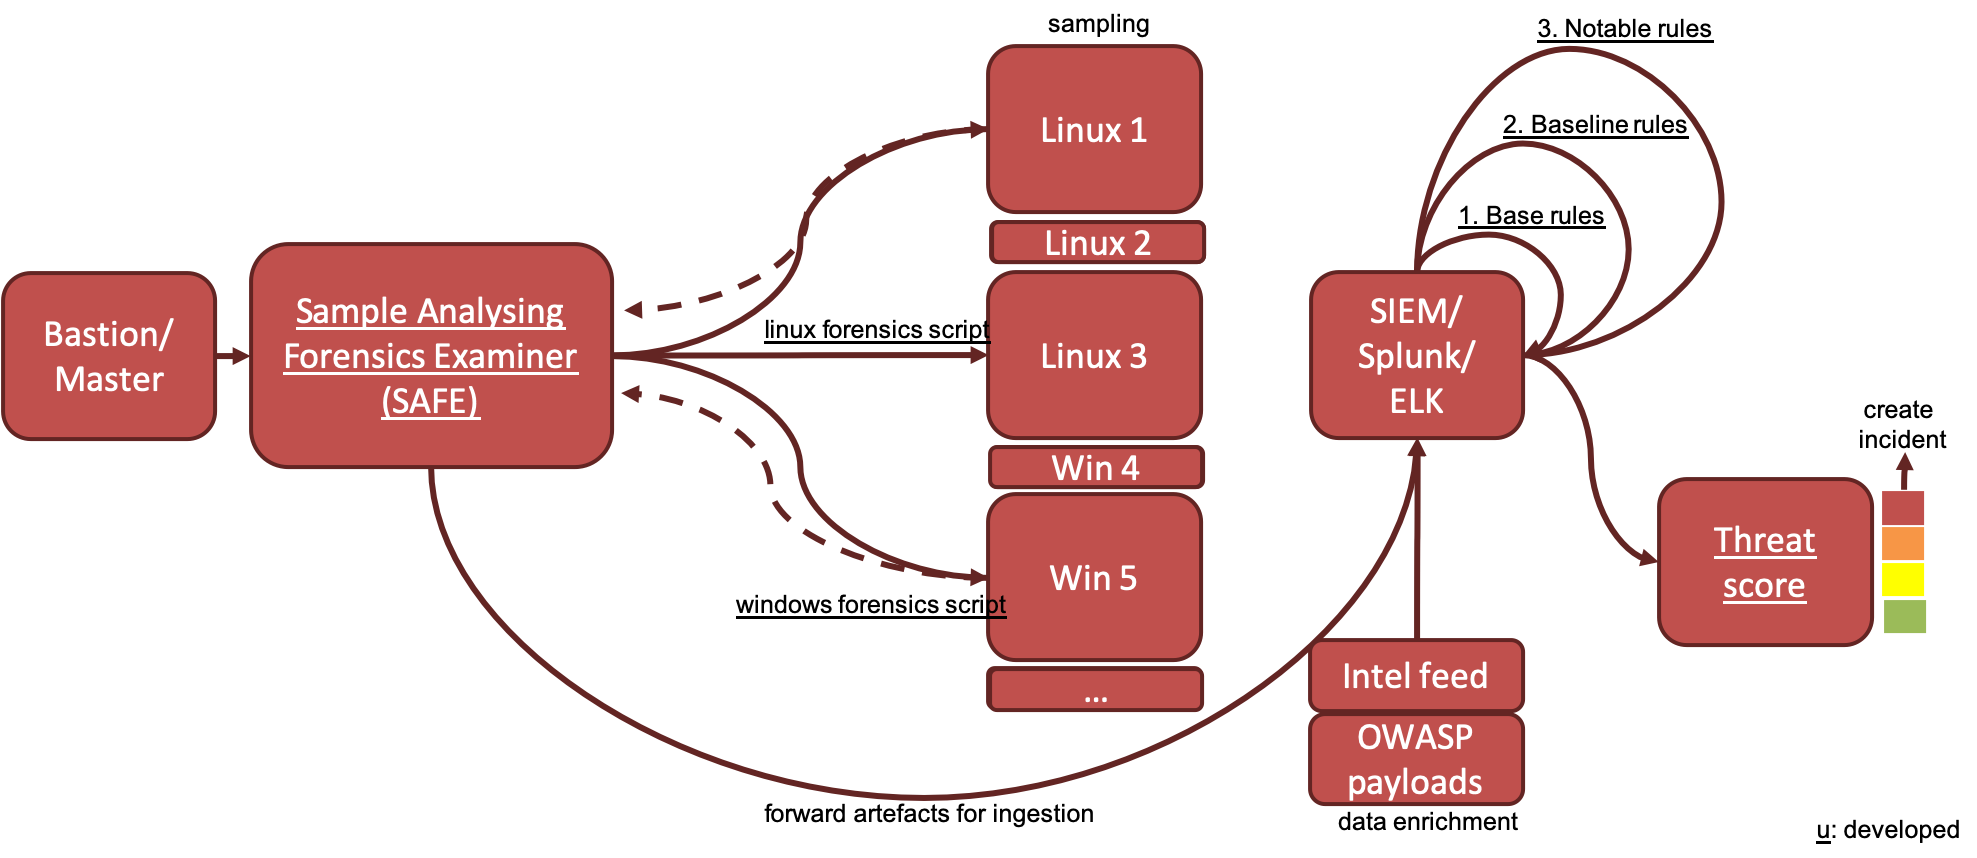 sampling
3. Notable rules
Linux 1
2. Baseline rules
1. Base rules
Linux 2
Bastion/
Master
Sample Analysing
Forensics Examiner
(SAFE)
linux forensics script
Linux 3
SIEM/
Splunk/
ELK
create
incident
Win 4
Win 5
windows forensics script
Threat
score
...
Intel feed
OWASP
payloads
forward artefacts for ingestion
data enrichment
u: developed